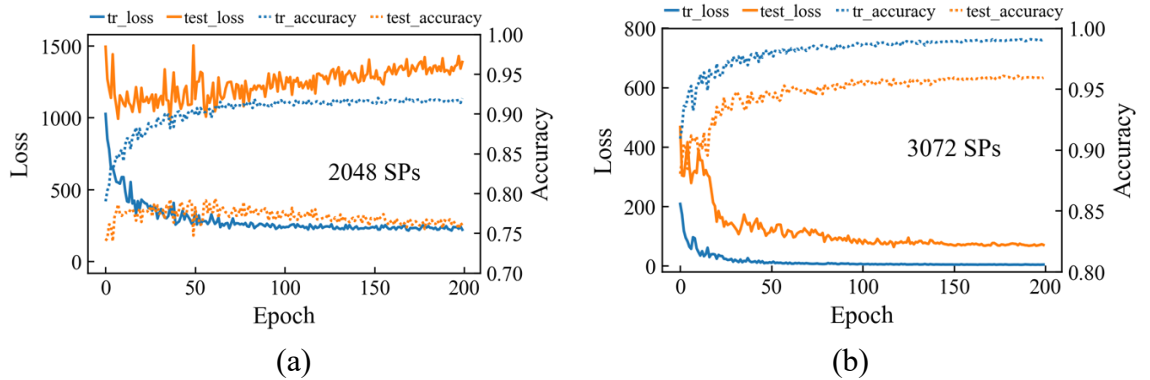 tr_loss test_loss tr_accuracy test_accuracy
1500
1000
500
0
Loss
1.00
0.95
0.90
0.85
0.80
0.75
0.70
Accuracy
2048 SPs
0 50 100 150 200
Epoch
(a)
tr_loss test_loss tr_accuracy test_accuracy
800
600
400
200
0
Loss
1.00
0.95
0.90
0.85
0.80
Accuracy
3072 SPs
0 50 100 150 200
Epoch
(b)